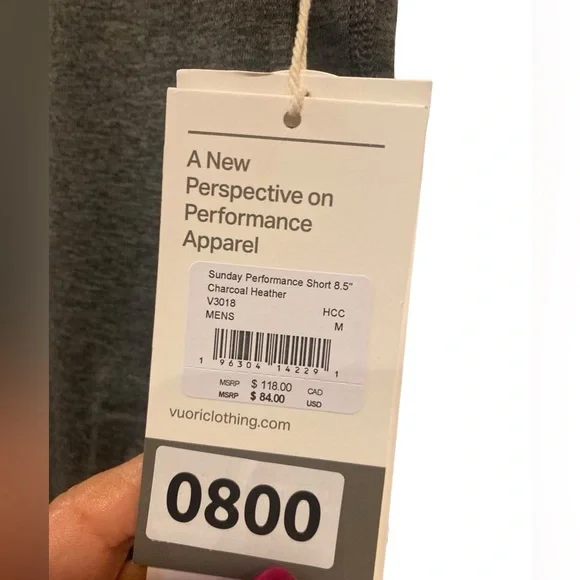 A New
Perspective on
Performance
Apparel
Sunday Performance Short 8.5"
Charcoal Heather
V3018 HCC
MENS M
1 96304 14229 1
MSRP $ 118.00 CAD
MSRP $ 84.00 USD
vuoriclothing.com
0800